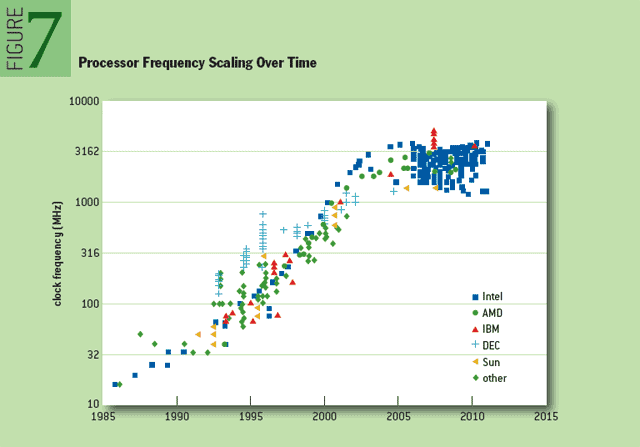 FIGURE
7
Processor Frequency Scaling Over Time
clock frequency (MHz)
10000
3162
1000
316
100
32
10
1985
1990
1995
2000
2005
2010
2015
Intel
AMD
IBM
DEC
Sun
other